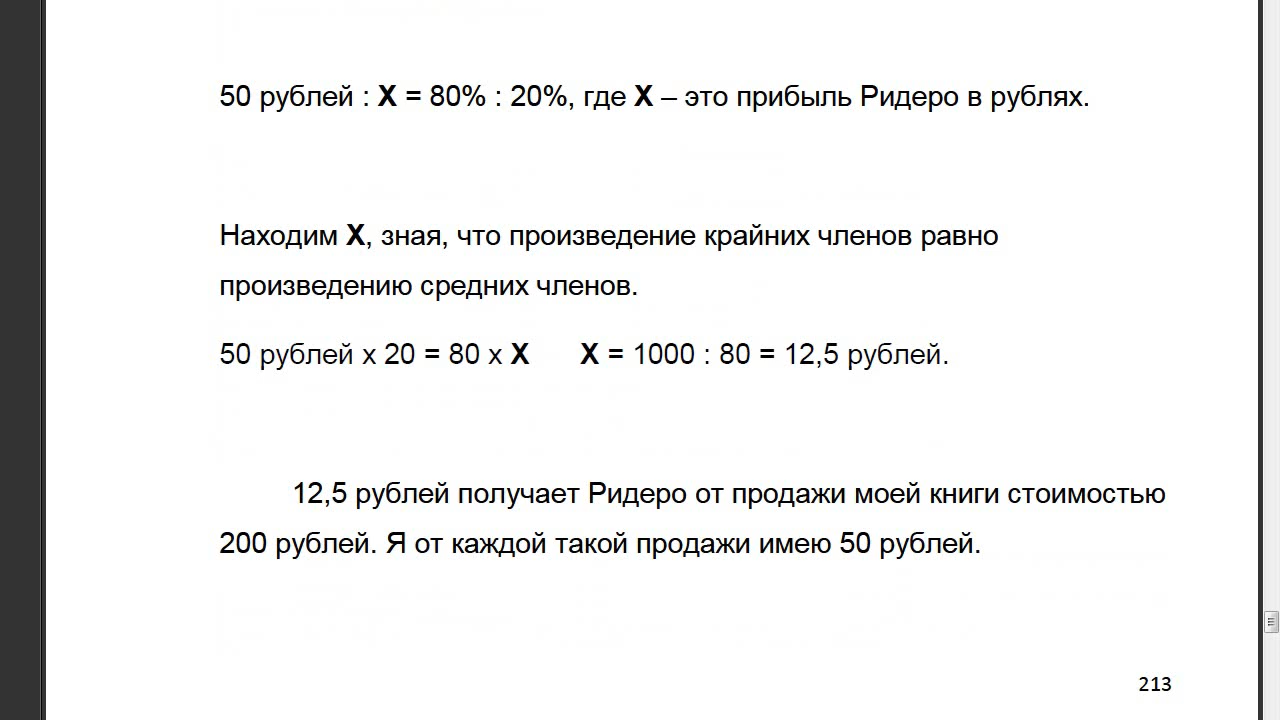 50 рублей : Х = 80% : 20%, где Х – это прибыль Ридеро в рублях.
Находим Х, зная, что произведение крайних членов равно
произведению средних членов.
50 рублей х 20 = 80 х Х Х = 1000 : 80 = 12,5 рублей.
12,5 рублей получает Ридеро от продажи моей книги стоимостью
200 рублей. Я от каждой такой продажи имею 50 рублей.
213